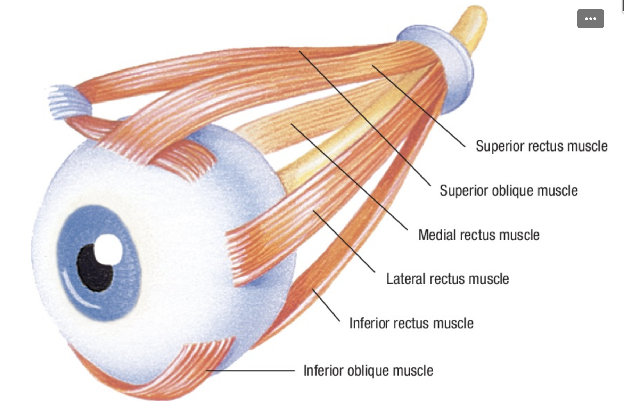 Superior rectus muscle
Superior oblique muscle
Medial rectus muscle
Lateral rectus muscle
Inferior rectus muscle
Inferior oblique muscle